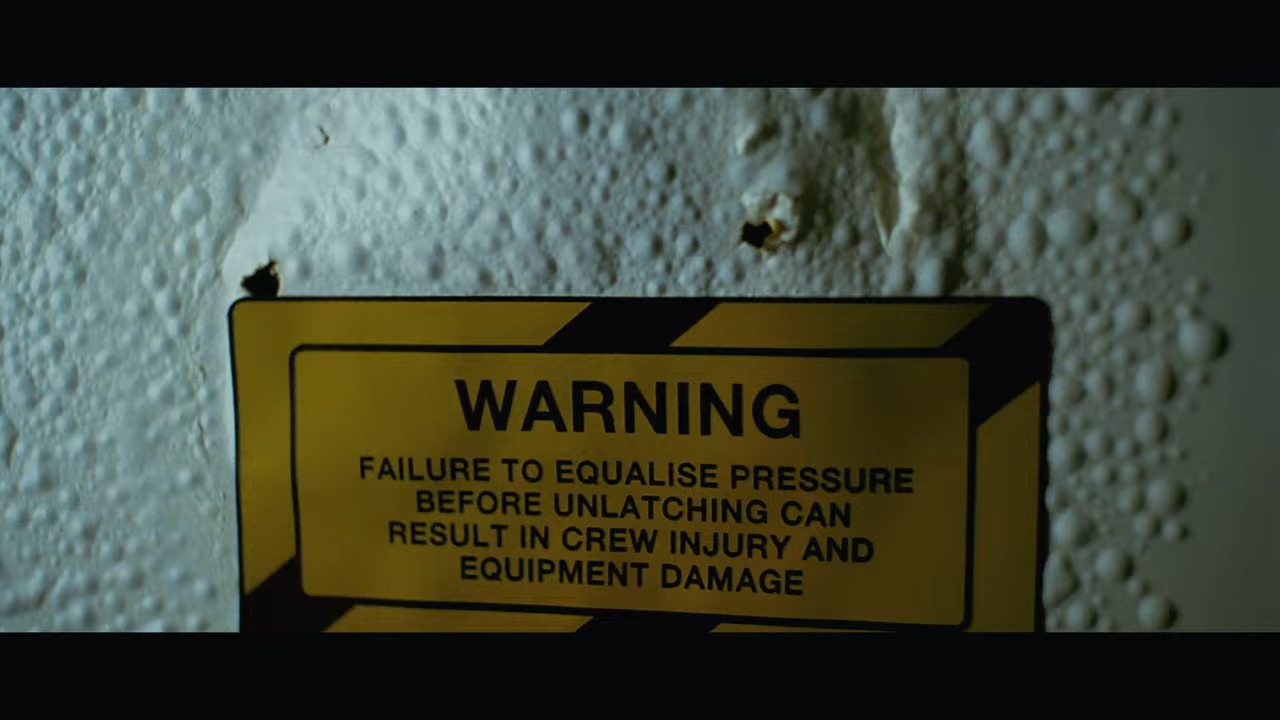 WARNING
FAILURE TO EQUALISE PRESSURE
BEFORE UNLATCHING CAN
RESULT IN CREW INJURY AND
EQUIPMENT DAMAGE